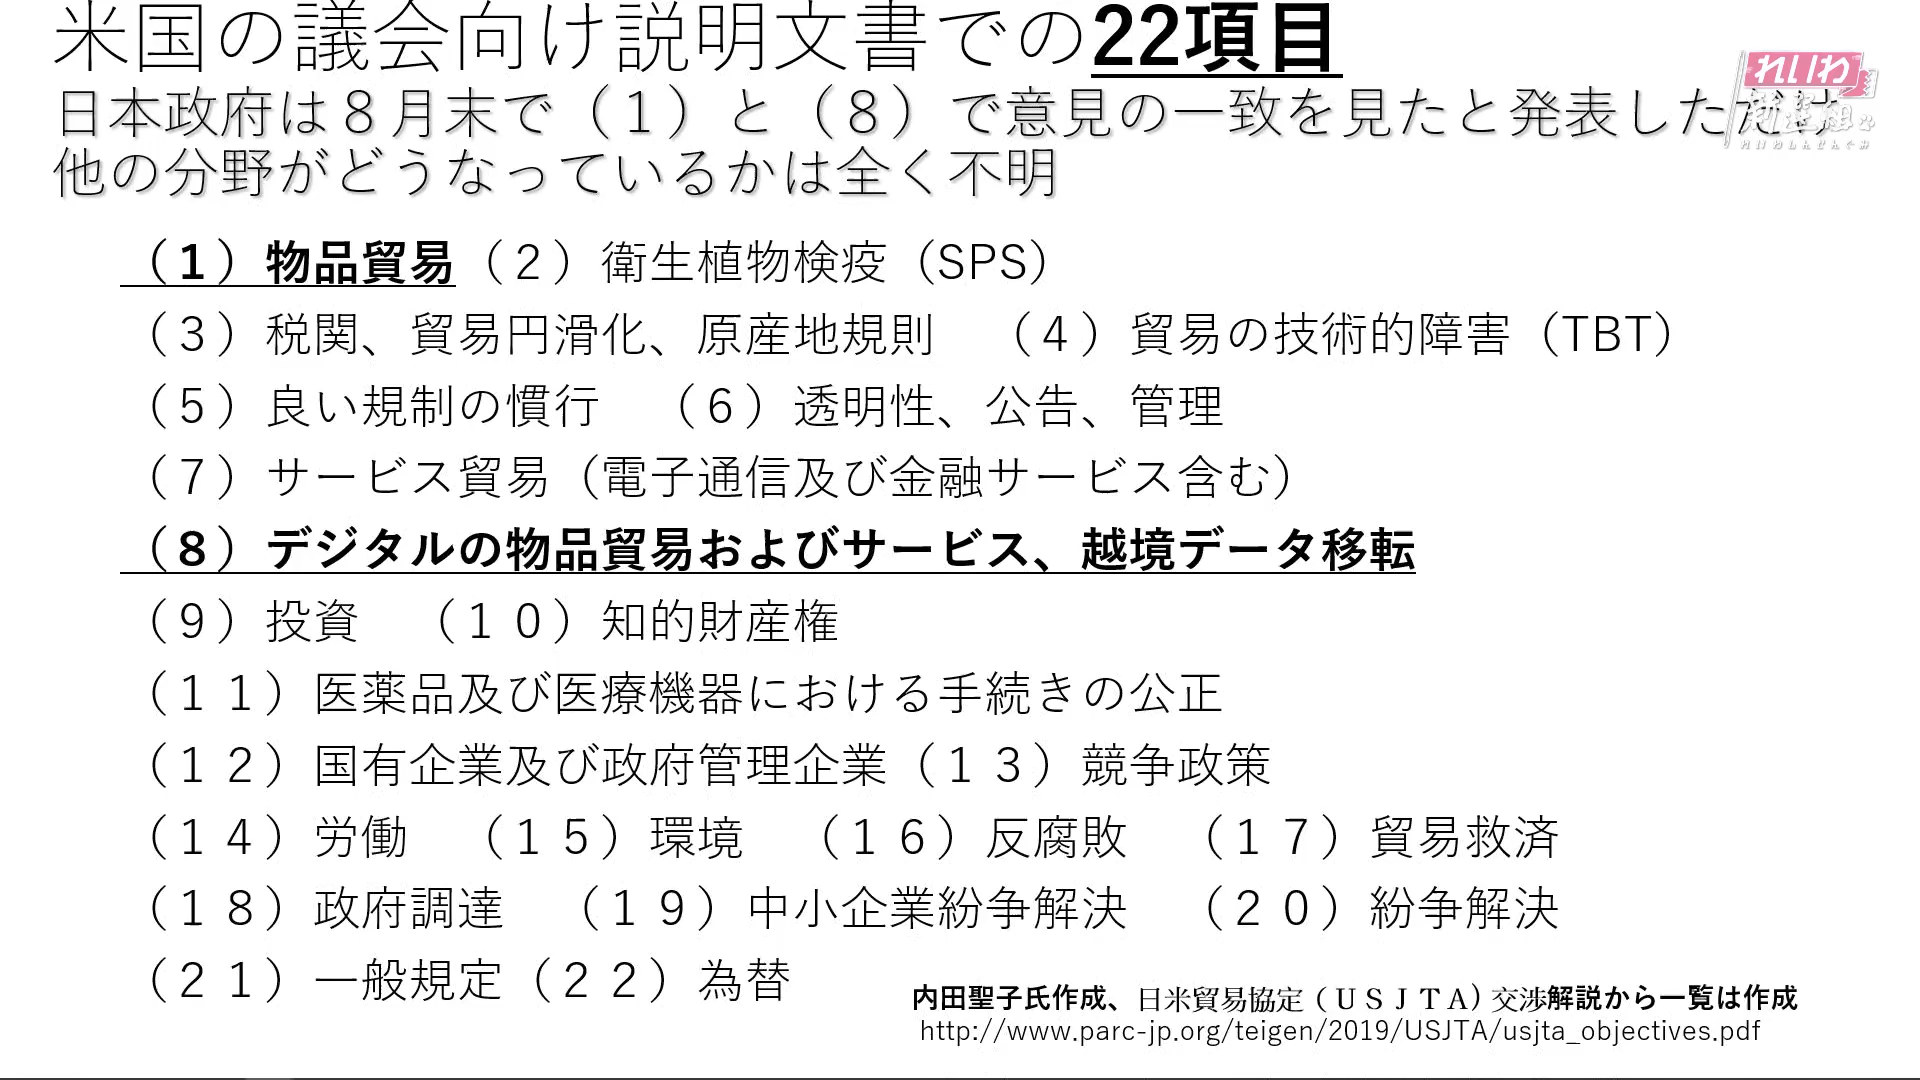 米国の議会向け説明文書での22項目
れいわ
新選組
れいわしんせんぐみ
日本政府は８月末で（１）と（８）で意見の一致を見たと発表した
他の分野がどうなっているかは全く不明
（１）物品貿易（２）衛生植物検疫（SPS）
（３）税関、貿易円滑化、原産地規則　（４）貿易の技術的障害（TBT）
（５）良い規制の慣行　（６）透明性、公告、管理
（７）サービス貿易（電子通信及び金融サービス含む）
（８）デジタルの物品貿易およびサービス、越境データ移転
（９）投資　（１０）知的財産権
（１１）医薬品及び医療機器における手続きの公正
（１２）国有企業及び政府管理企業（１３）競争政策
（１４）労働　（１５）環境　（１６）反腐敗　（１７）貿易救済
（１８）政府調達　（１９）中小企業紛争解決　（２０）紛争解決
（２１）一般規定（２２）為替
内田聖子氏作成、日米貿易協定（ＵＳＪＴＡ）交渉解説から一覧は作成
http://www.parc-jp.org/teigen/2019/USJTA/usjta_objectives.pdf